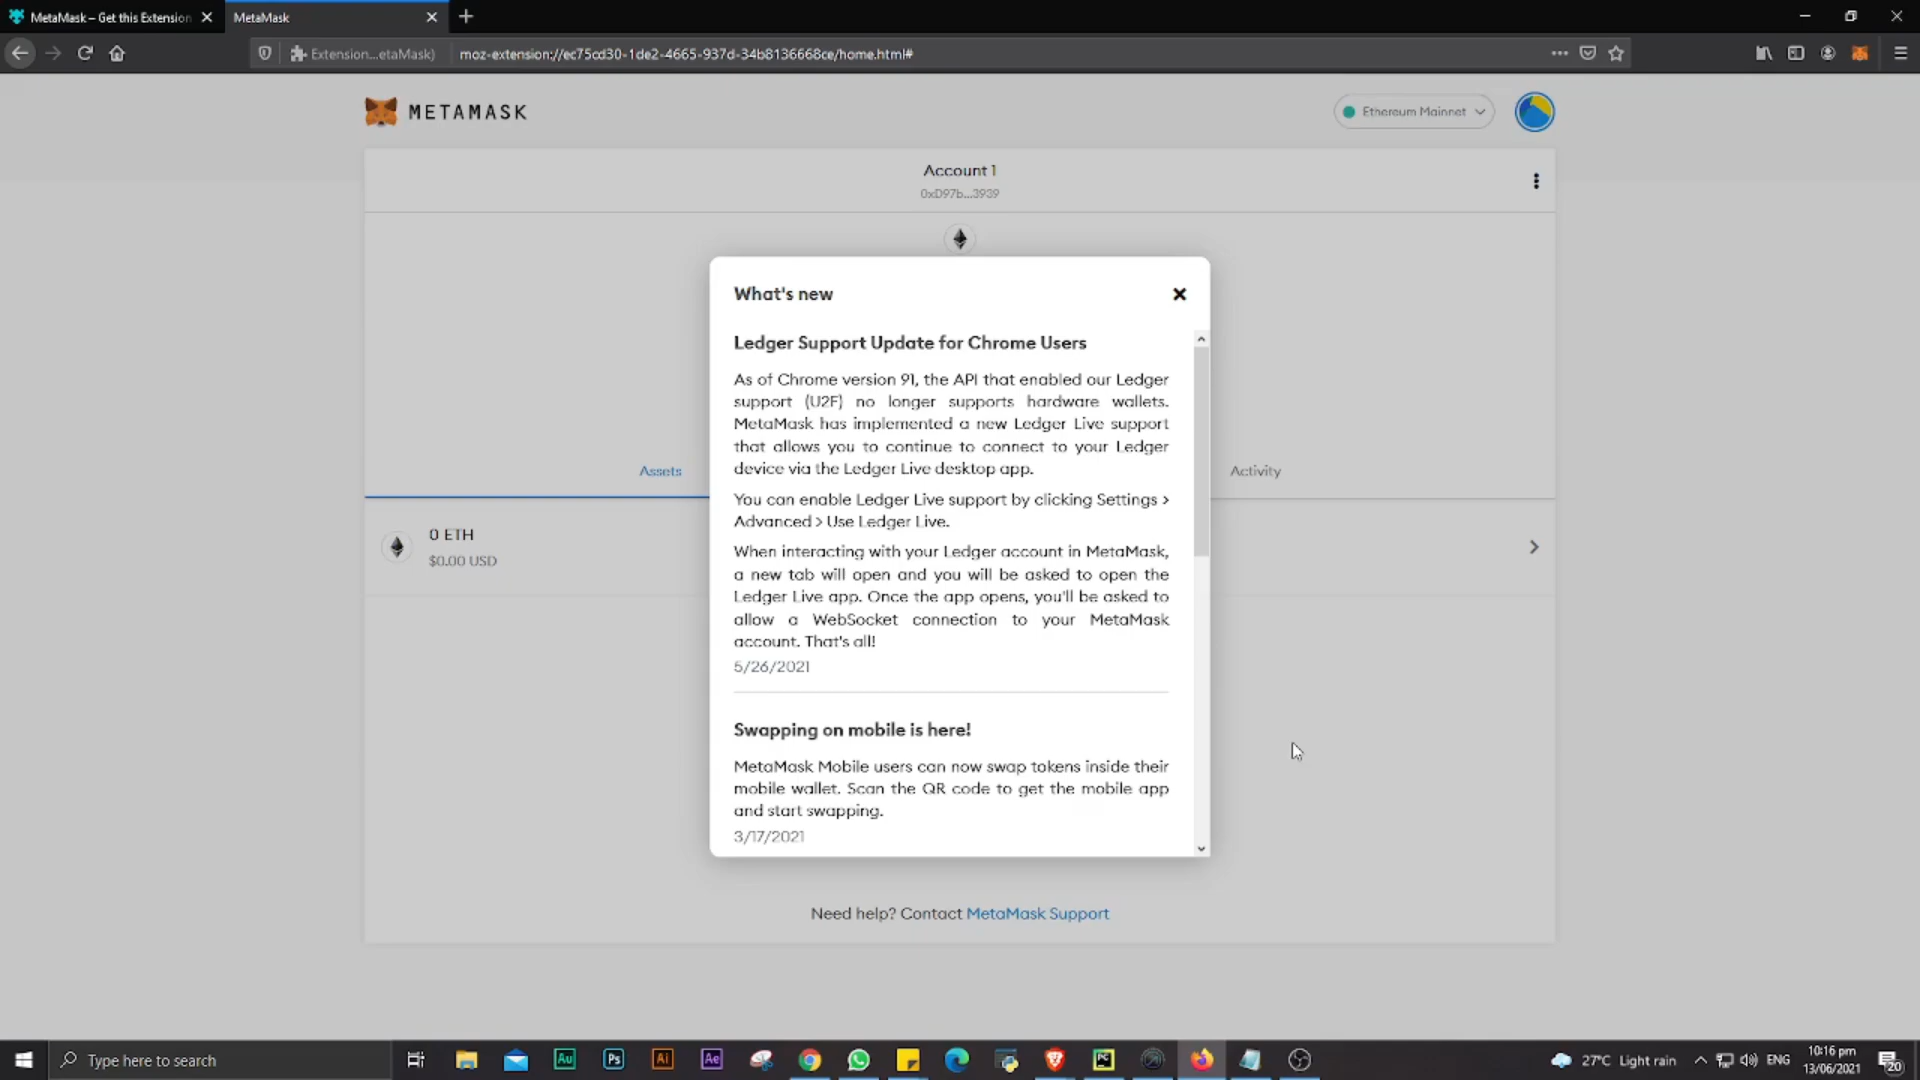 MetaMask – Get this Extension
MetaMask
Extension...etaMask)
moz-extension://ec75cd30-1de2-4665-937d-34b8136668ce/home.html#
METAMASK
Ethereum Mainnet
Account 1
0xD97b...3939
What's new
Ledger Support Update for Chrome Users
As of Chrome version 91, the API that enabled our Ledger
support (U2F) no longer supports hardware wallets.
MetaMask has implemented a new Ledger Live support
that allows you to continue to connect to your Ledger
device via the Ledger Live desktop app.
You can enable Ledger Live support by clicking Settings >
Advanced > Use Ledger Live.
When interacting with your Ledger account in MetaMask,
a new tab will open and you will be asked to open the
Ledger Live app. Once the app opens, you'll be asked to
allow a WebSocket connection to your MetaMask
account. That's all!
5/26/2021
Swapping on mobile is here!
MetaMask Mobile users can now swap tokens inside their
mobile wallet. Scan the QR code to get the mobile app
and start swapping.
3/17/2021
Assets
Activity
0 ETH
$0.00 USD
Need help? Contact MetaMask Support
Type here to search
Au
Ps
Ai
Ae
PC
27°C Light rain
ENG
10:16 pm
13/06/2021
20